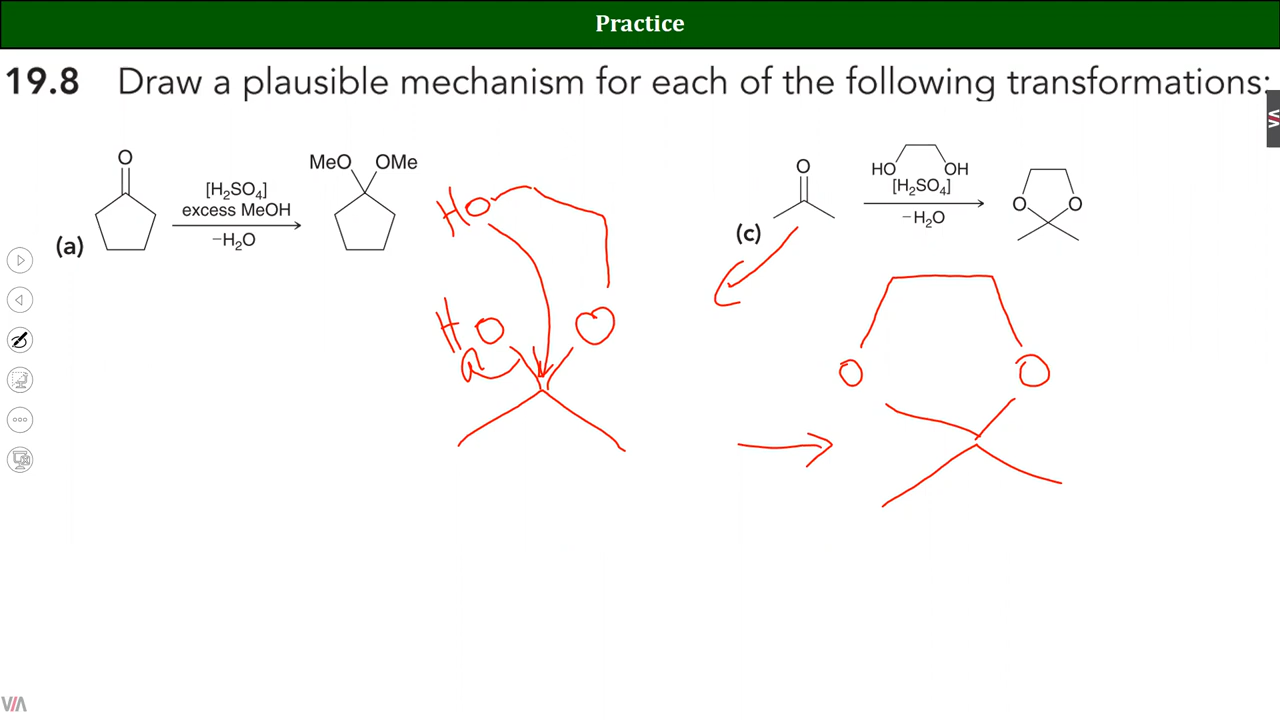 Practice
19.8 Draw a plausible mechanism for each of the following transformations:
(a)
O
[H₂SO₄]
excess MeOH
−H₂O
MeO OMe
(c)
O
HO OH
[H₂SO₄]
−H₂O
O O
HO
HO O
O O
VIA